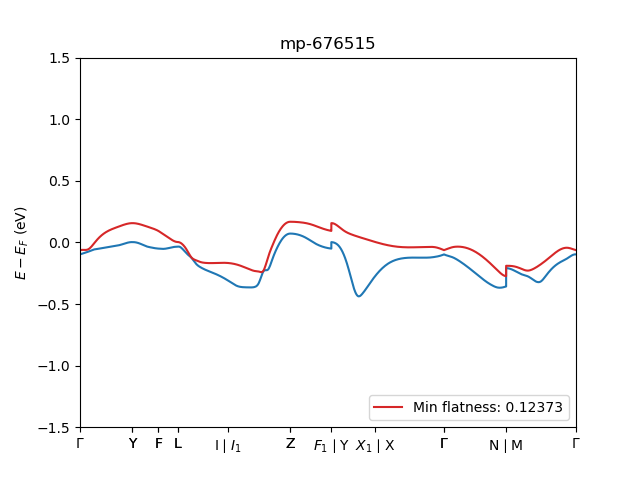 mp-676515
E − E_F (eV)
1.5
1.0
0.5
0.0
−0.5
−1.0
−1.5
Min flatness: 0.12373
Γ Y F L I | I₁ Z F₁ | Y X₁ | X Γ N | M Γ